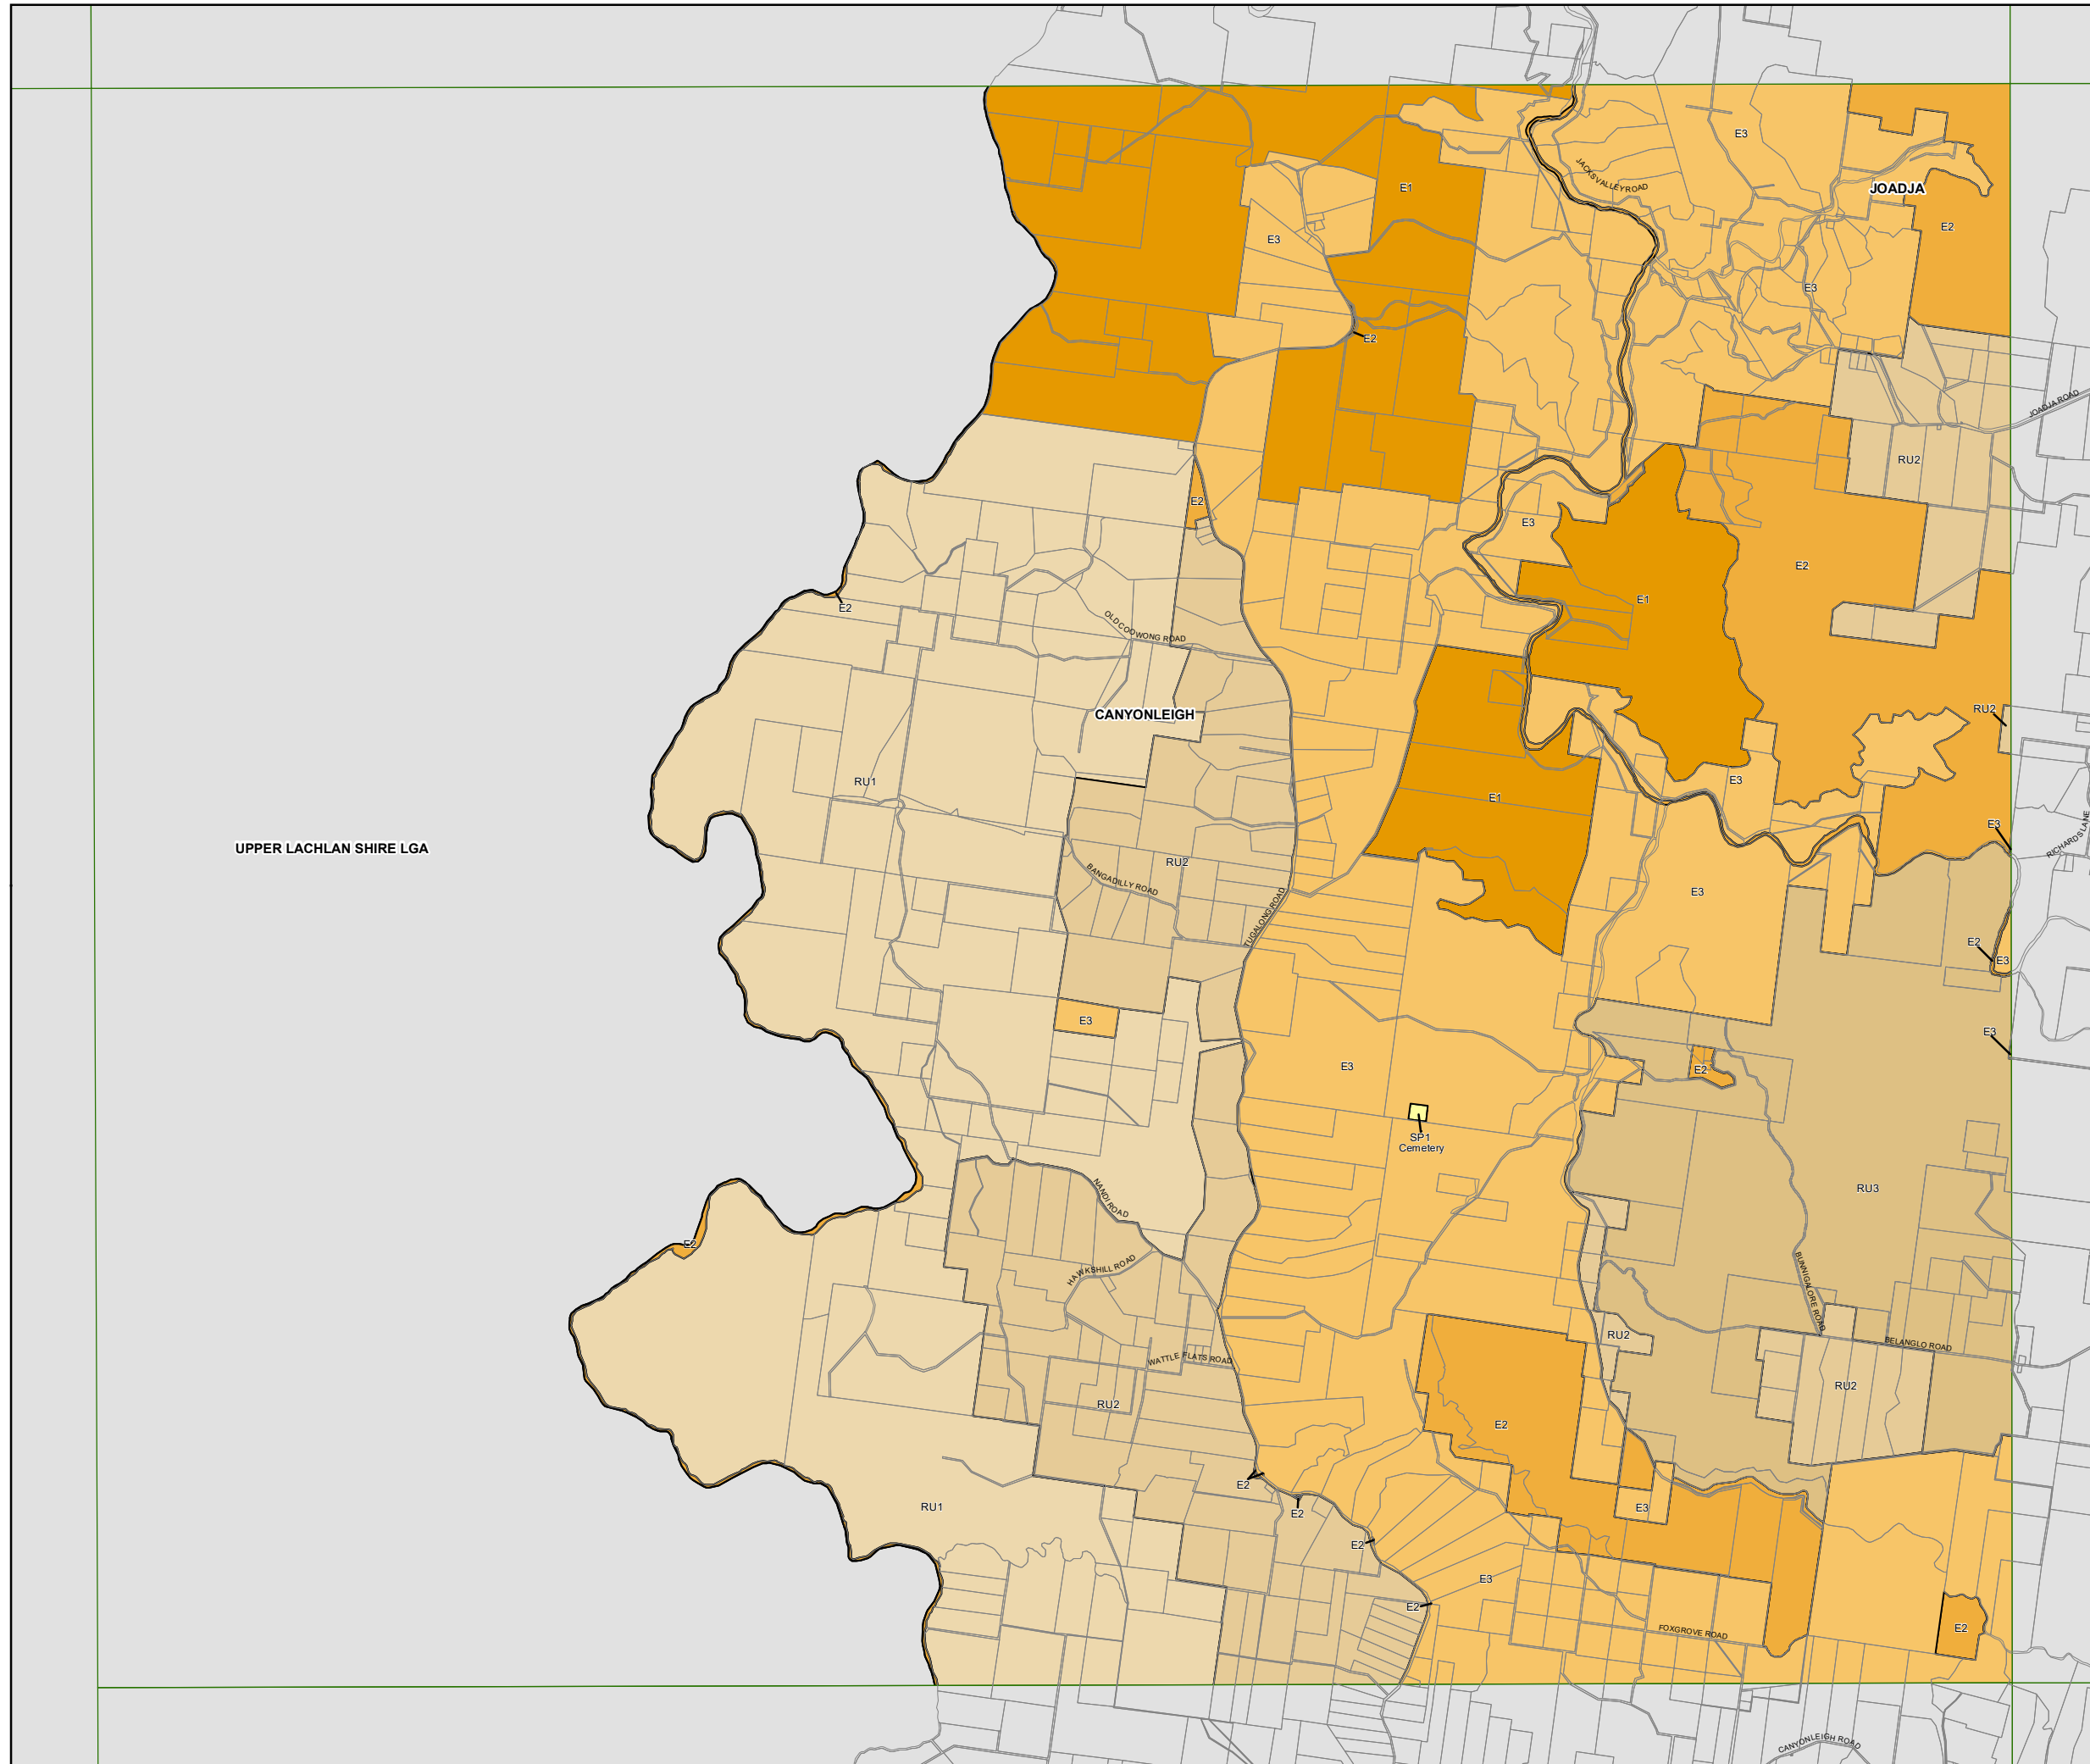 E3
JACKS VALLEY ROAD
E1
JOADJA
E2
E3
E3
E2
JOADJA ROAD
RU2
E2
E3
E2
E1
E2
OLD COOWONG ROAD
RU2
CANYONLEIGH
RU1
E3
E1
E3
RICHARDS LANE
UPPER LACHLAN SHIRE LGA
RU2
BANGADILLY ROAD
E3
TUGALONG ROAD
E2
E3
E3
E3
E3
E2
SP1
Cemetery
RU3
NANDI ROAD
E2
HAWKSHILL ROAD
BUNNIGALORE ROAD
RU2
BELANGLO ROAD
WATTLE FLATS ROAD
RU2
RU2
E2
E2
RU1
E3
E2
E2
E3
E2
FOXGROVE ROAD
E2
CANYONLEIGH ROAD